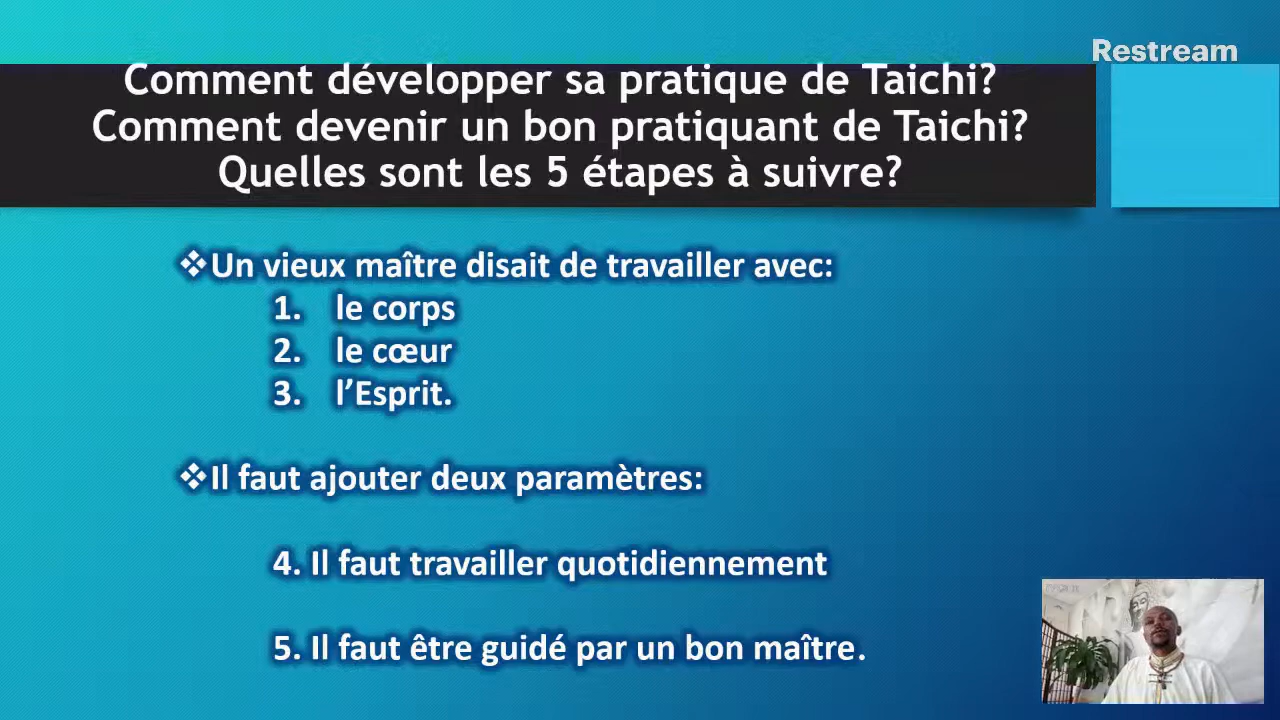 Restream
Comment développer sa pratique de Taichi?
Comment devenir un bon pratiquant de Taichi?
Quelles sont les 5 étapes à suivre?
❖Un vieux maître disait de travailler avec:
1. le corps
2. le cœur
3. l’Esprit.
❖Il faut ajouter deux paramètres:
4. Il faut travailler quotidiennement
5. Il faut être guidé par un bon maître.